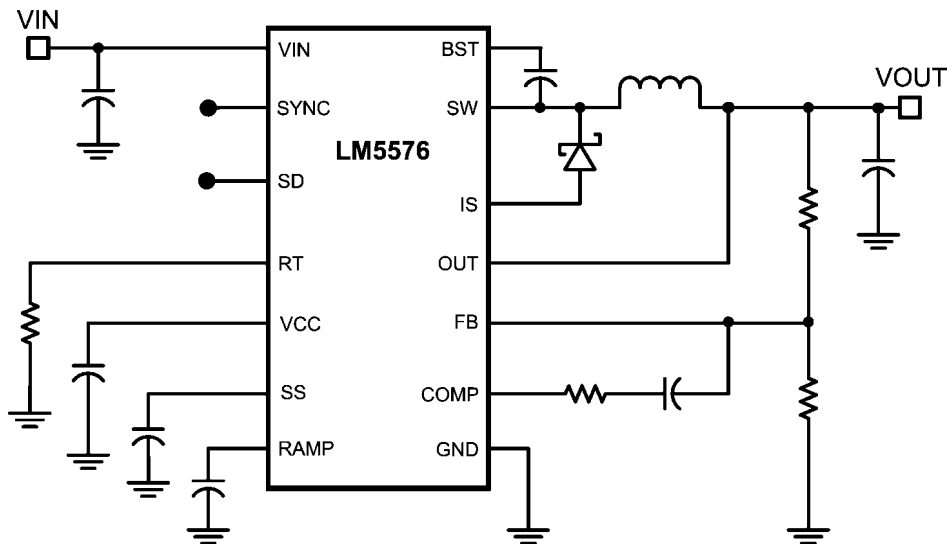 VIN
VOUT
LM5576
VIN
SYNC
SD
RT
VCC
SS
RAMP
BST
SW
IS
OUT
FB
COMP
GND